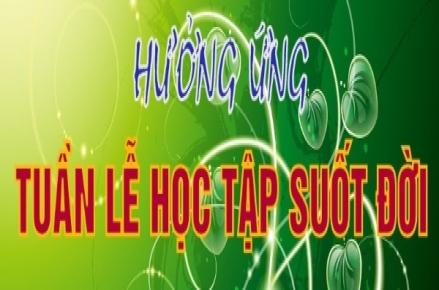 HƯỞNG ỨNG
TUẦN LỄ HỌC TẬP SUỐT ĐỜI